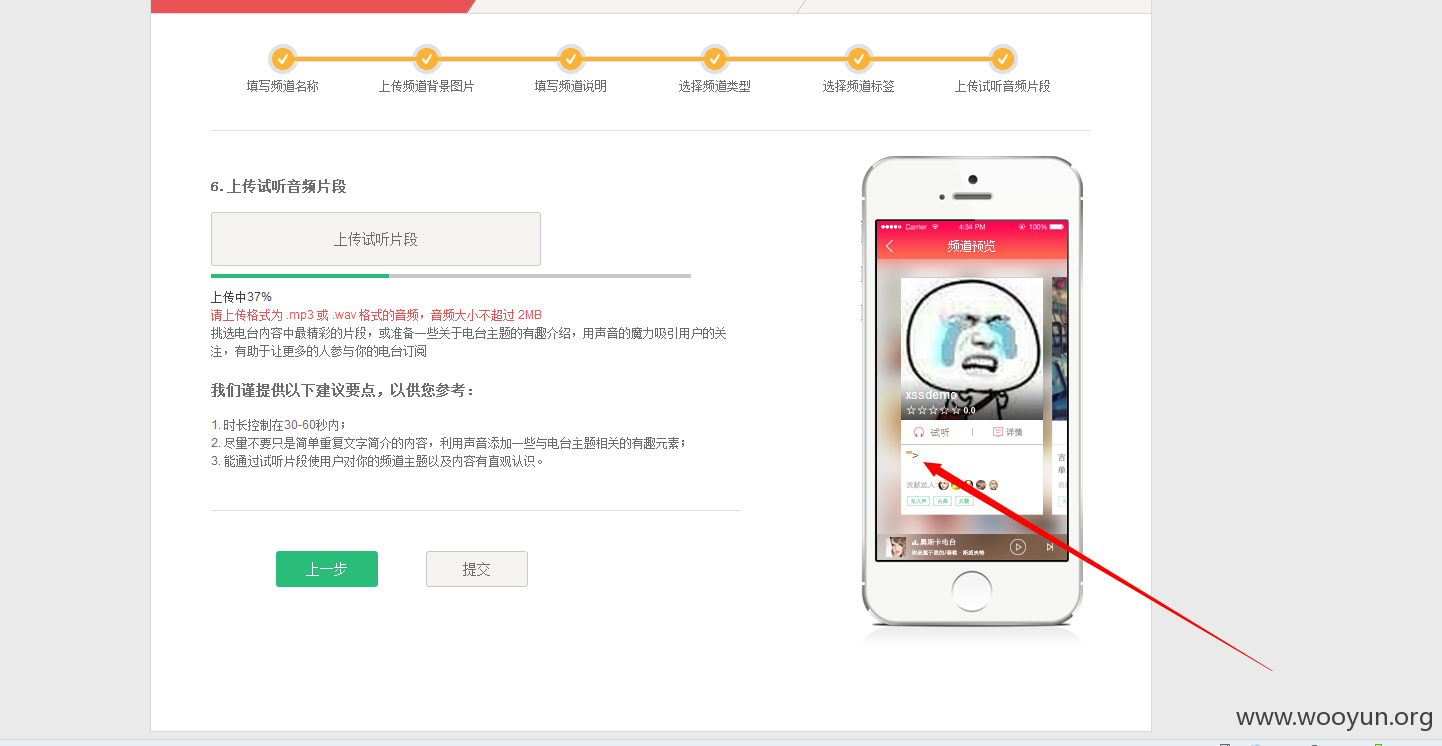 填写频道名称
上传频道背景图片
填写频道说明
选择频道类型
选择频道标签
上传试听音频片段
6. 上传试听音频片段
上传试听片段
上传中37%
请上传格式为 .mp3 或 .wav 格式的音频，音频大小不超过 2MB
挑选电台内容中最精彩的片段，或准备一些关于电台主题的有趣介绍，用声音的魔力吸引用户的关
注，有助于让更多的人参与你的电台订阅
我们谨提供以下建议要点，以供您参考：
1. 时长控制在30-60秒内；
2. 尽量不要只是简单重复文字简介的内容，利用声音添加一些与电台主题相关的有趣元素；
3. 能通过试听片段使用户对你的频道主题以及内容有直观认识。
上一步
提交
Carrier 4:34 PM 100%
频道预览
xssdemo
☆☆☆☆☆ 0.0
试听
详情
">
贡献达人:
奥斯卡电台
www.wooyun.org